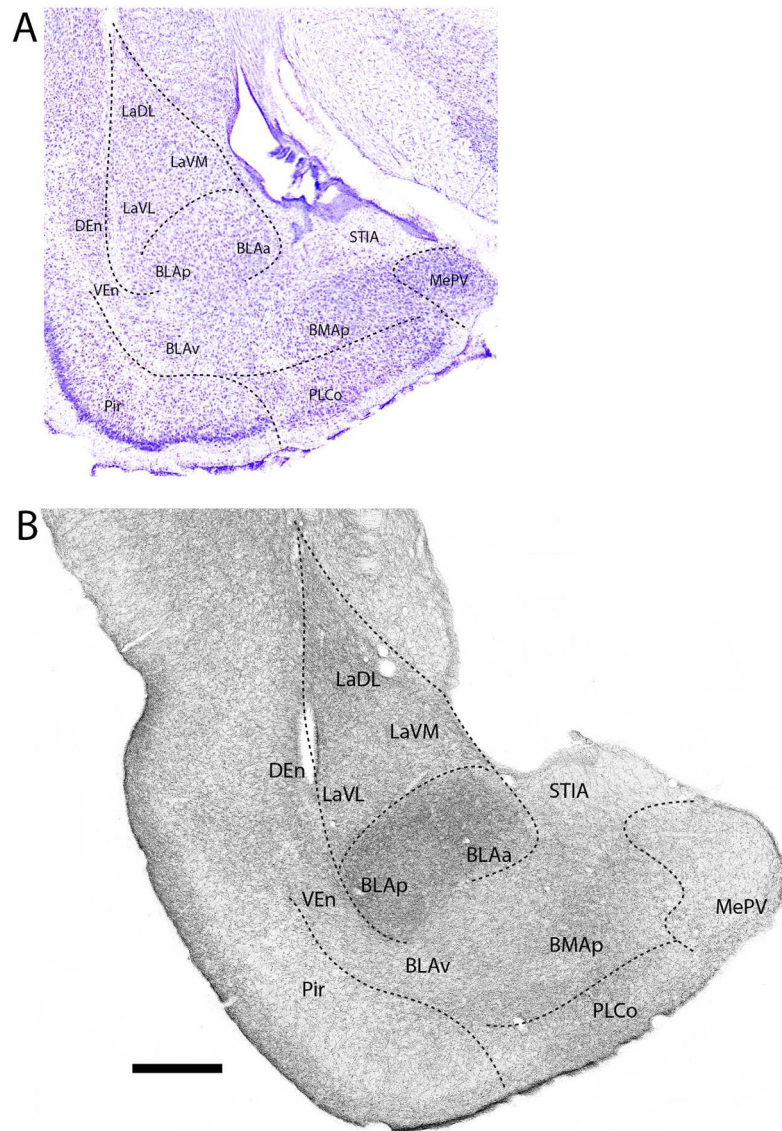 A
LaDL
LaVM
LaVL
DEn
BLAa
STIA
BLAp
MePV
VEn
BMAp
BLAv
PLCo
Pir
B
LaDL
LaVM
DEn
STIA
LaVL
BLAa
BLAp
VEn
MePV
BMAp
BLAv
Pir
PLCo